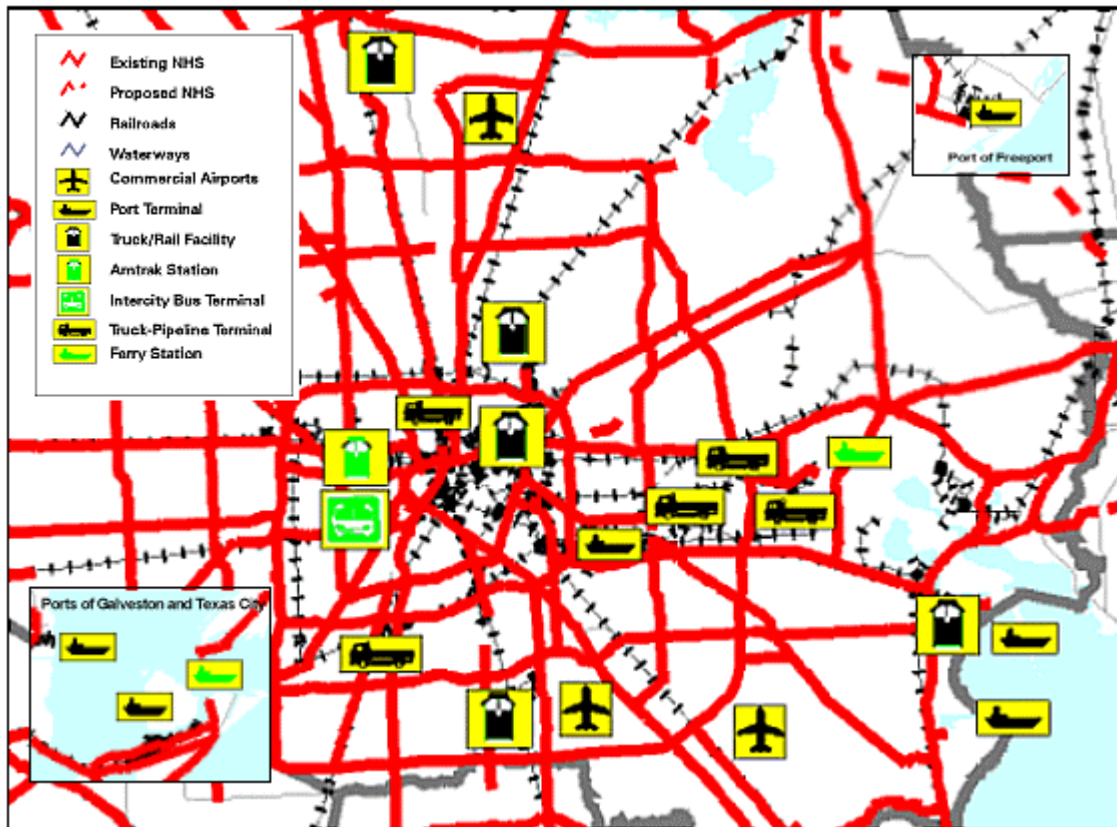 Existing NHS
Proposed NHS
Railroads
Waterways
Commercial Airports
Port Terminal
Truck/Rail Facility
Amtrak Station
Intercity Bus Terminal
Truck-Pipeline Terminal
Ferry Station
Port of Freeport
Ports of Galveston and Texas City